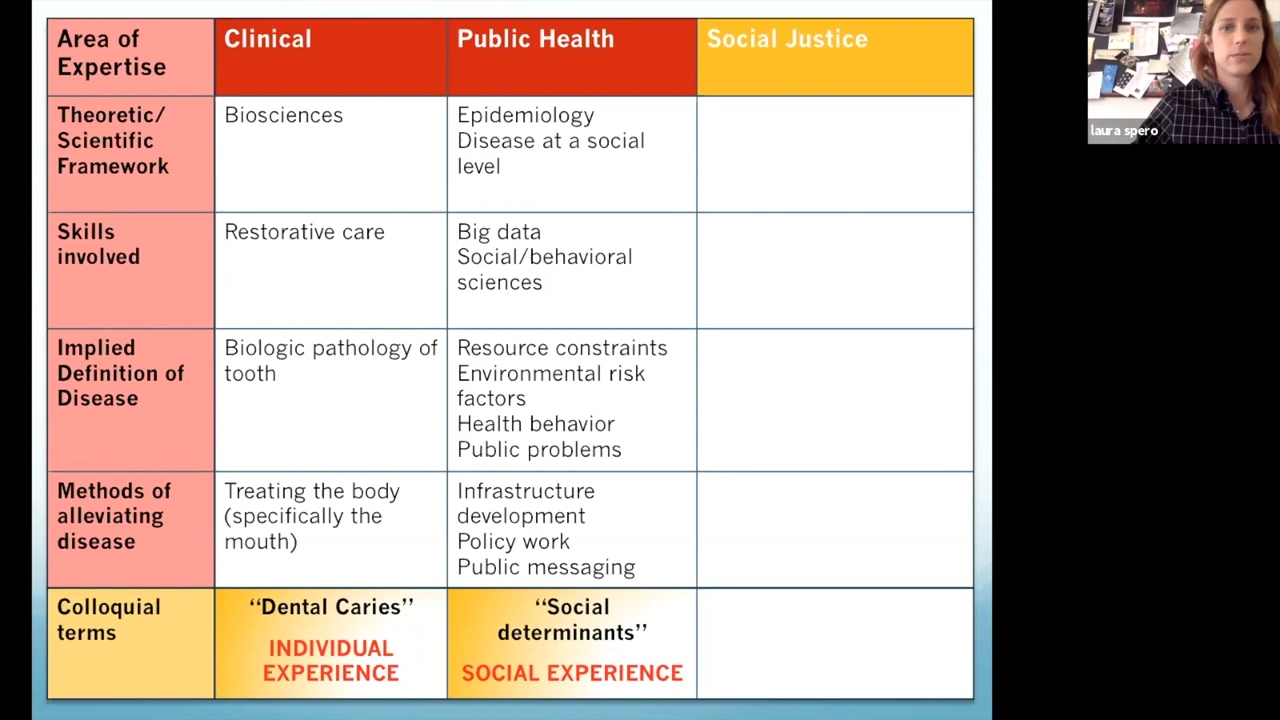 Area of
Expertise
Clinical
Public Health
Social Justice
Theoretic/
Scientific
Framework
Biosciences
Epidemiology
Disease at a social
level
Skills
involved
Restorative care
Big data
Social/behavioral
sciences
Implied
Definition of
Disease
Biologic pathology of
tooth
Resource constraints
Environmental risk
factors
Health behavior
Public problems
Methods of
alleviating
disease
Treating the body
(specifically the
mouth)
Infrastructure
development
Policy work
Public messaging
Colloquial
terms
“Dental Caries”
INDIVIDUAL
EXPERIENCE
“Social
determinants”
SOCIAL EXPERIENCE
laura spero